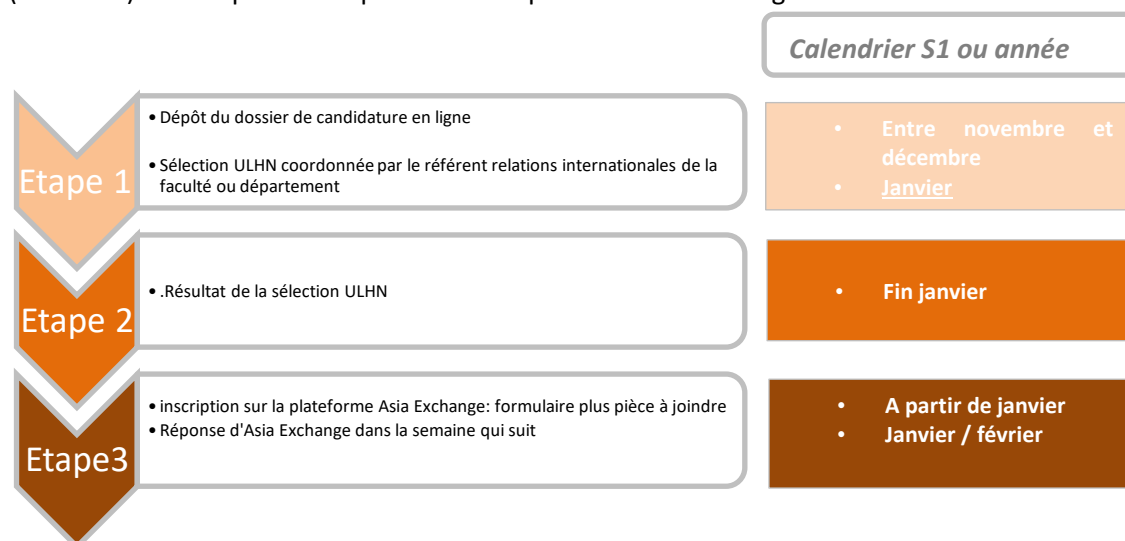 Calendrier S1 ou année
Etape 1
• Dépôt du dossier de candidature en ligne
• Sélection ULHN coordonnée par le référent relations internationales de la
faculté ou département
• Entre novembre et
décembre
• Janvier
Etape 2
• .Résultat de la sélection ULHN
• Fin janvier
Etape3
• inscription sur la plateforme Asia Exchange: formulaire plus pièce à joindre
• Réponse d'Asia Exchange dans la semaine qui suit
• A partir de janvier
• Janvier / février